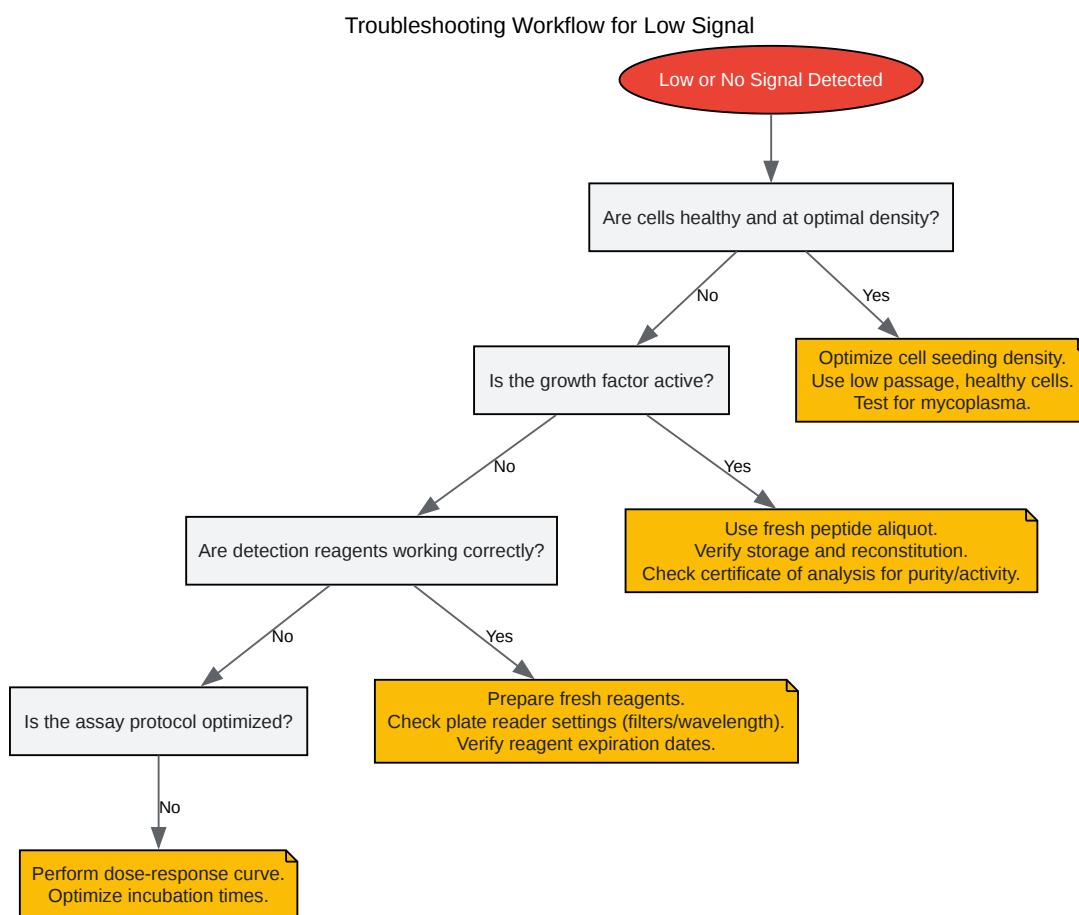 Troubleshooting Workflow for Low Signal
Low or No Signal Detected
Are cells healthy and at optimal density?
No
Yes
Is the growth factor active?
Optimize cell seeding density.
Use low passage, healthy cells.
Test for mycoplasma.
No
Yes
Are detection reagents working correctly?
Use fresh peptide aliquot.
Verify storage and reconstitution.
Check certificate of analysis for purity/activity.
No
Yes
Is the assay protocol optimized?
Prepare fresh reagents.
Check plate reader settings (filters/wavelength).
Verify reagent expiration dates.
No
Perform dose-response curve.
Optimize incubation times.